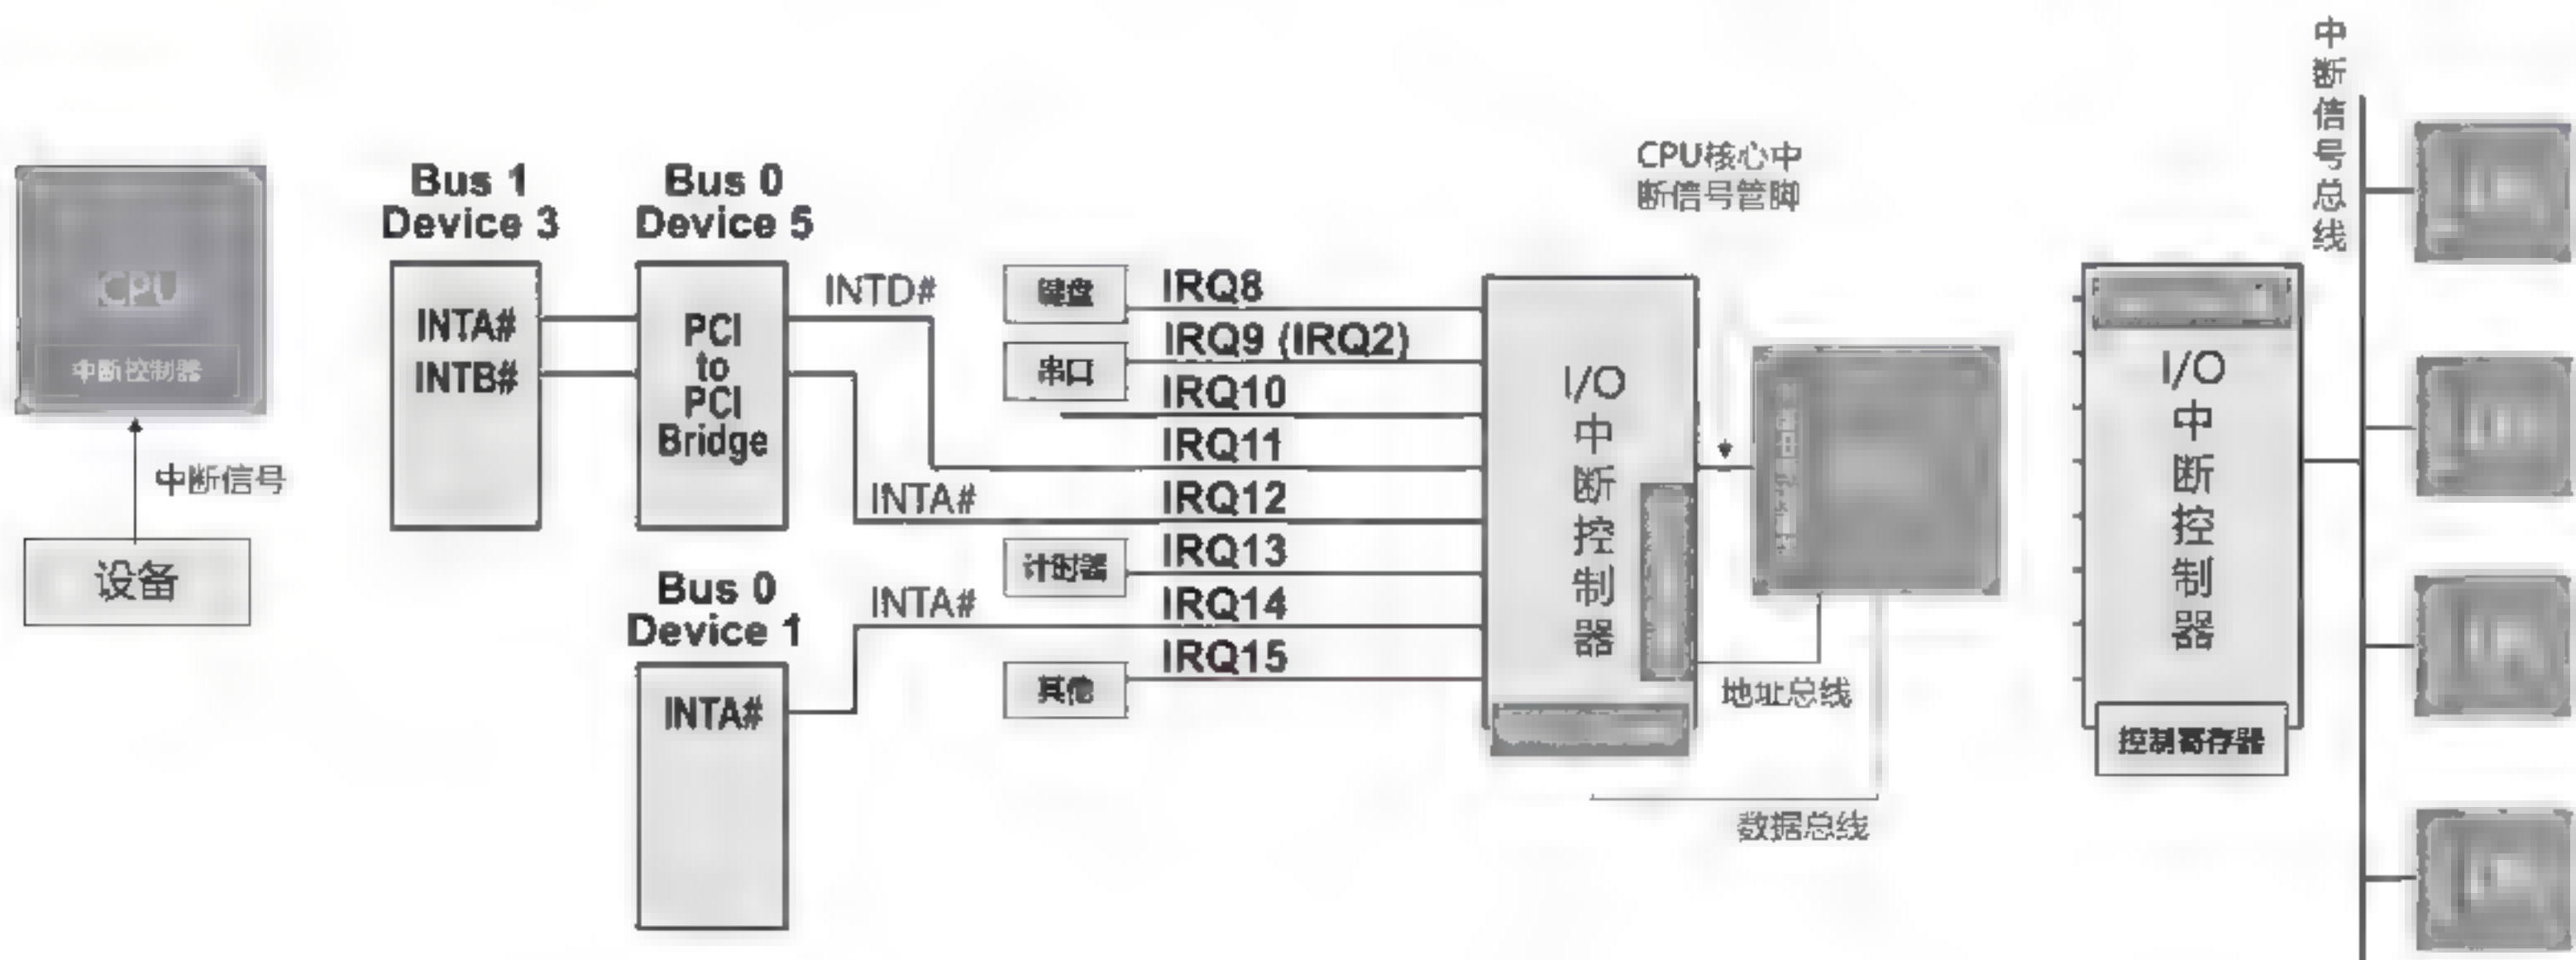 CPU
中断控制器
中断信号
设备
Bus 1
Device 3
INTA#
INTB#
Bus 0
Device 5
PCI
to
PCI
Bridge
INTD#
INTA#
Bus 0
Device 1
INTA#
INTA#
键盘
串口
计时器
其他
IRQ8
IRQ9 (IRQ2)
IRQ10
IRQ11
IRQ12
IRQ13
IRQ14
IRQ15
I/O
中断控制器
CPU核心中
断信号管脚
地址总线
数据总线
I/O
中断控制器
控制寄存器
中断信号总线